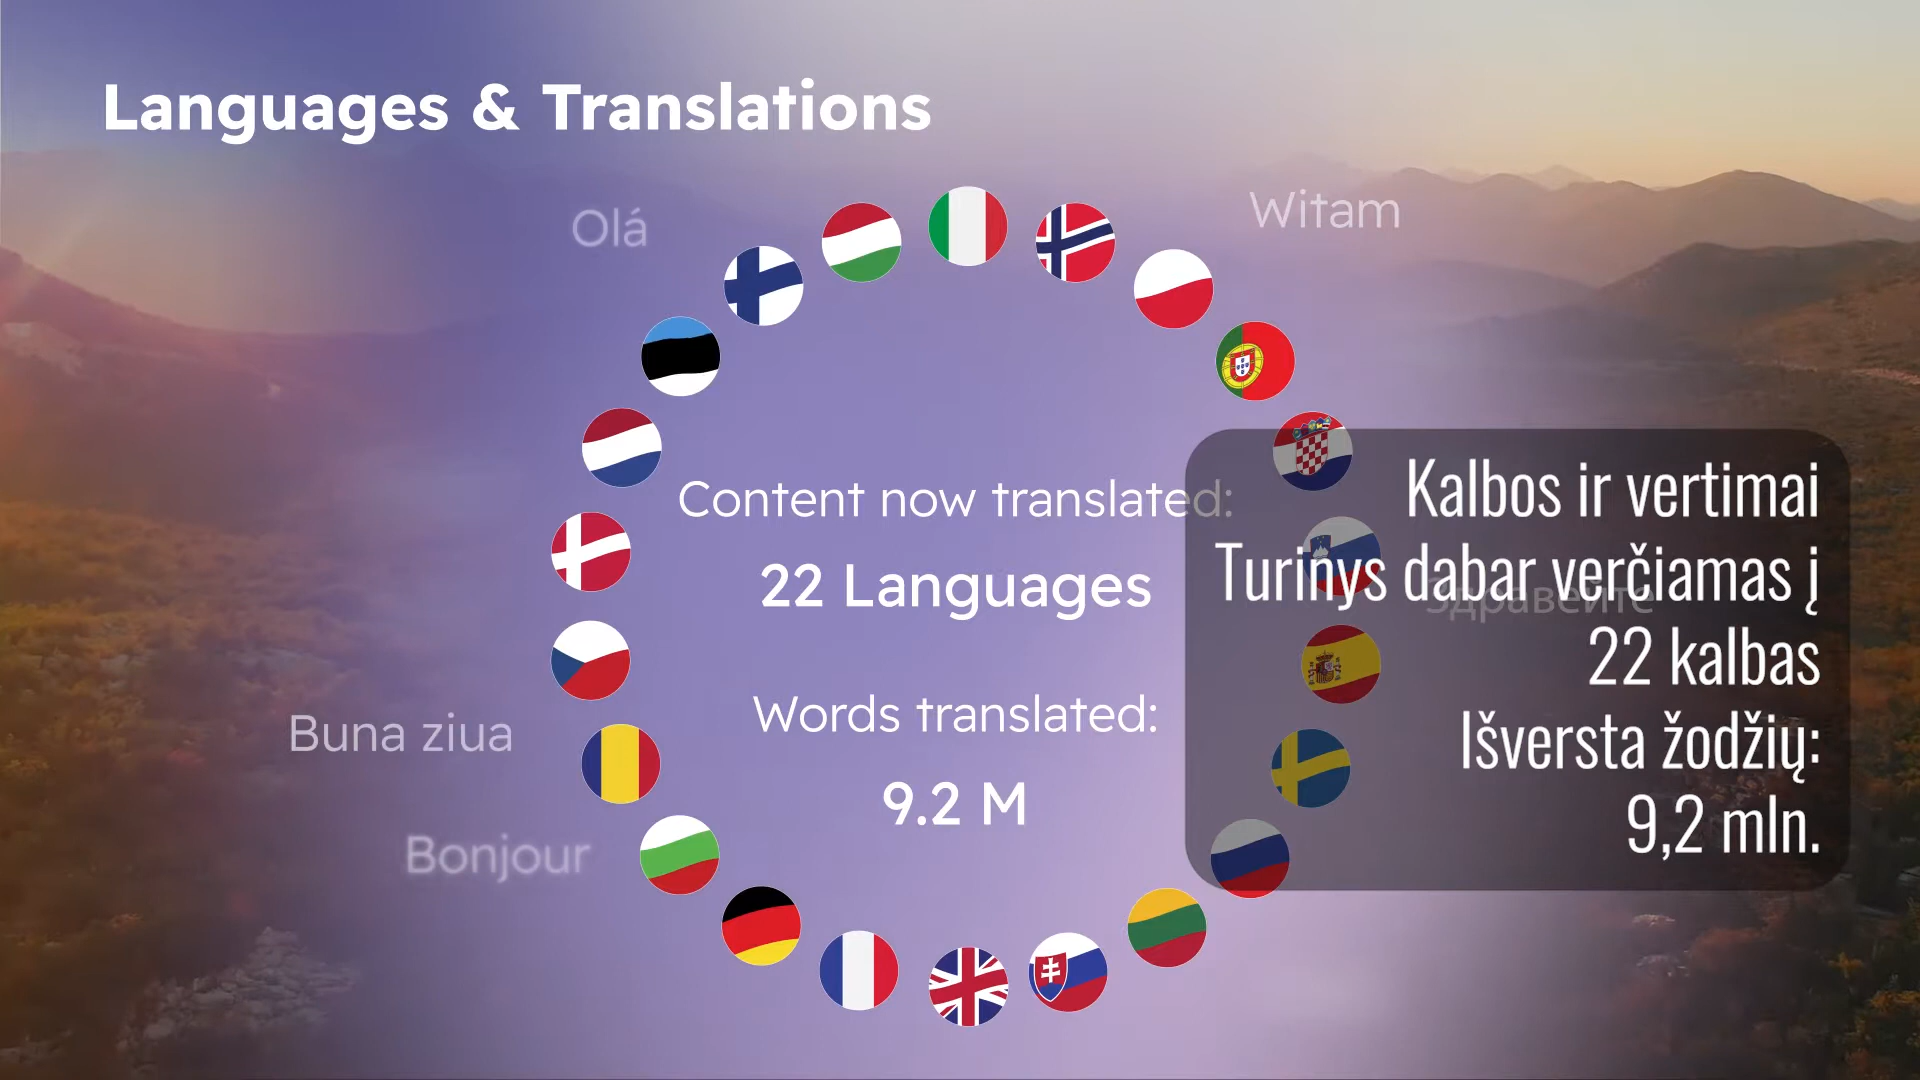 Languages & Translations
Olá
Witam
Content now translated:
22 Languages
Words translated:
9.2 M
Buna ziua
Bonjour
Здравейте
Kalbos ir vertimai
Turinys dabar verčiamas į
22 kalbas
Išversta žodžių:
9,2 mln.